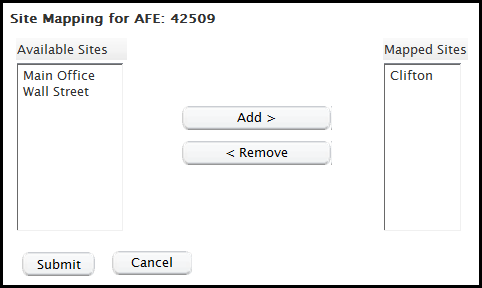 Site Mapping for AFE: 42509
Available Sites
Mapped Sites
Main Office
Wall Street
Clifton
Add >
< Remove
Submit
Cancel